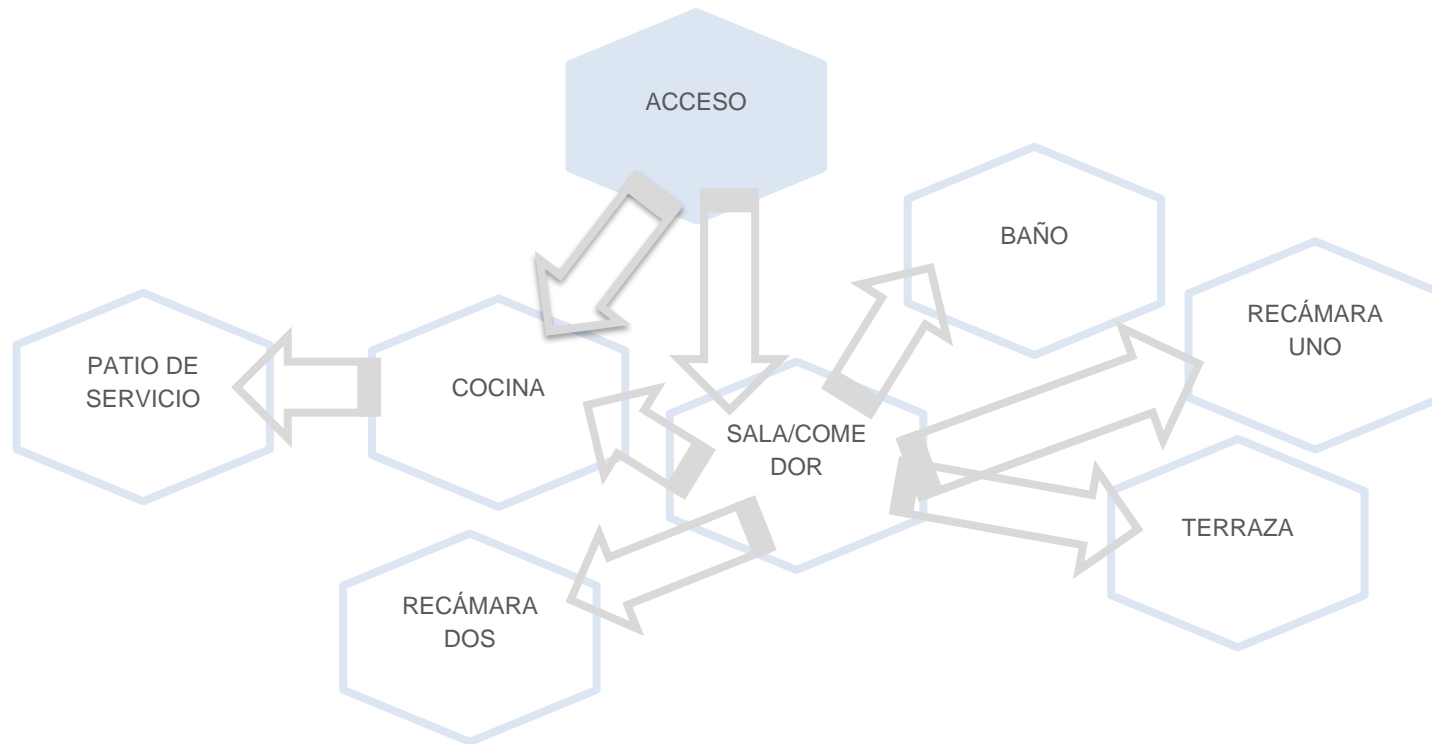 ACCESO
BAÑO
RECÁMARA
UNO
PATIO DE
SERVICIO
COCINA
SALA/COME
DOR
TERRAZA
RECÁMARA
DOS